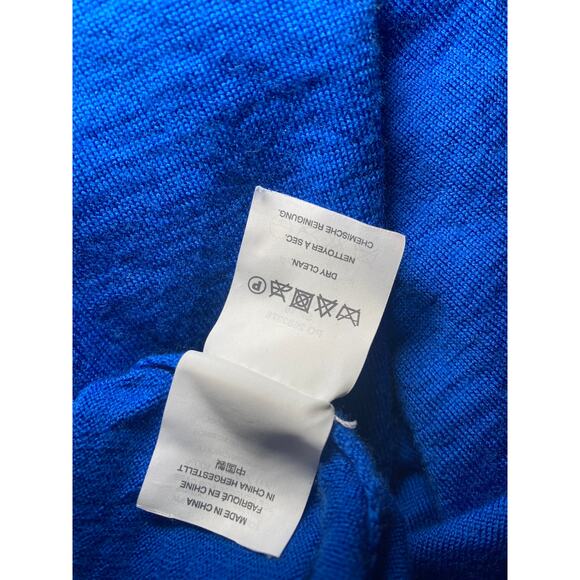 MADE IN CHINA
FABRIQUÉ EN CHINE
IN CHINA HERGESTELLT
中國製
P
DRY CLEAN.
NETTOYER À SEC.
CHEMISCHE REINIGUNG.